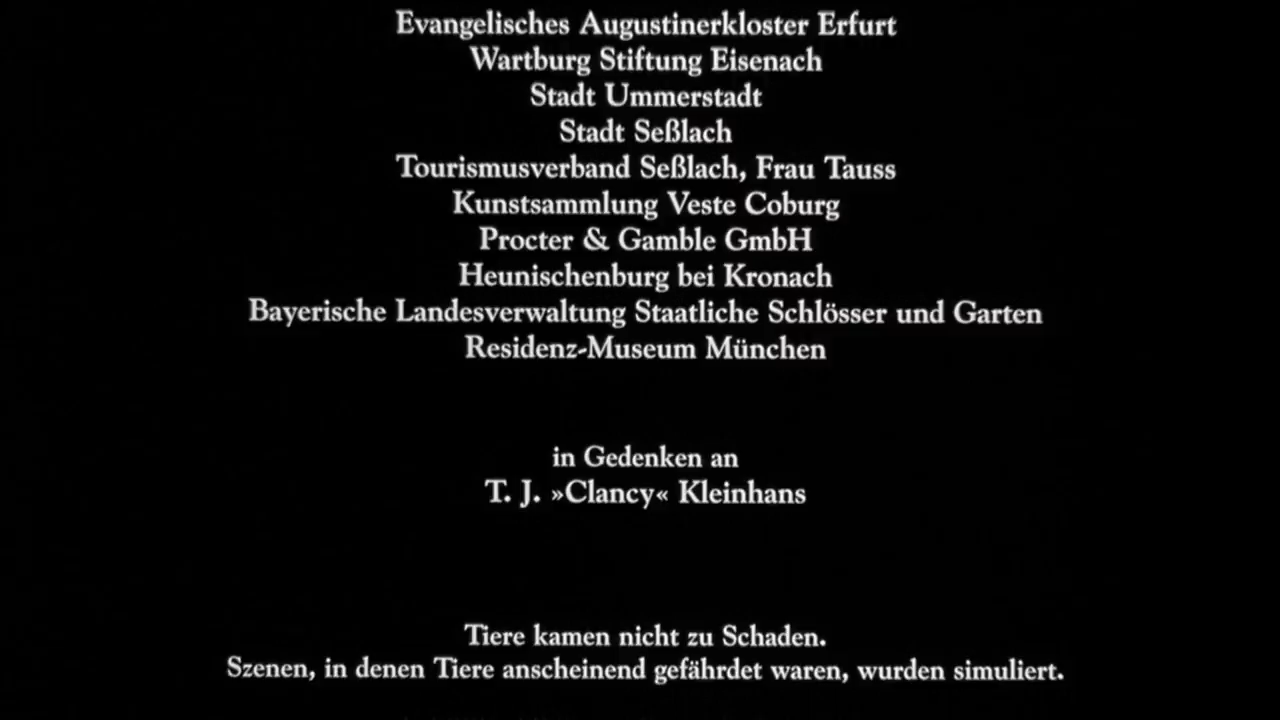 Evangelisches Augustinerkloster Erfurt
Wartburg Stiftung Eisenach
Stadt Ummerstadt
Stadt Seßlach
Tourismusverband Seßlach, Frau Tauss
Kunstsammlung Veste Coburg
Procter & Gamble GmbH
Heunischenburg bei Kronach
Bayerische Landesverwaltung Staatliche Schlösser und Garten
Residenz-Museum München
in Gedenken an
T. J. »Clancy« Kleinhans
Tiere kamen nicht zu Schaden.
Szenen, in denen Tiere anscheinend gefährdet waren, wurden simuliert.